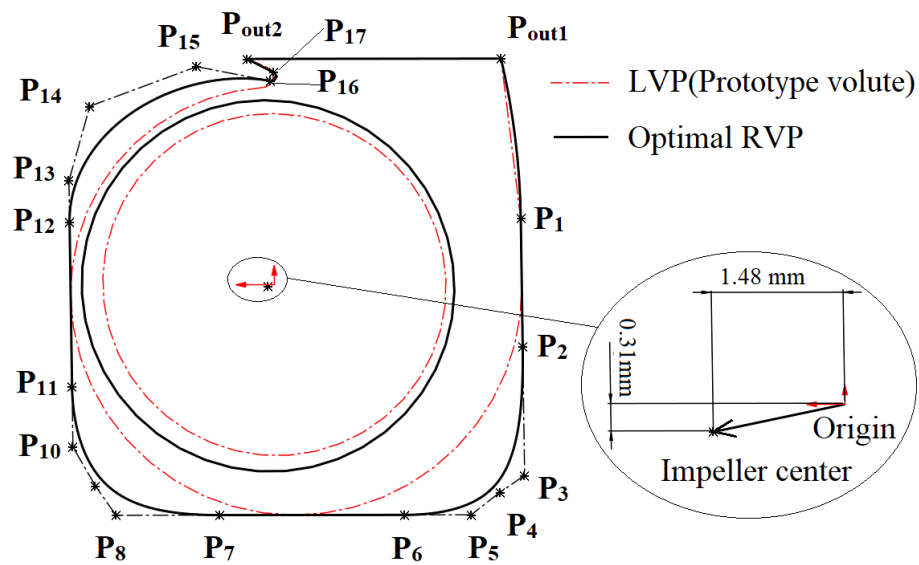 P₁₅
Pout2
P₁₇
Pout1
P₁₆
P₁₄
LVP(Prototype volute)
Optimal RVP
P₁₃
P₁₂
P₁
1.48 mm
0.31mm
P₂
P₁₁
Origin
P₁₀
Impeller center
P₃
P₄
P₈
P₇
P₆
P₅